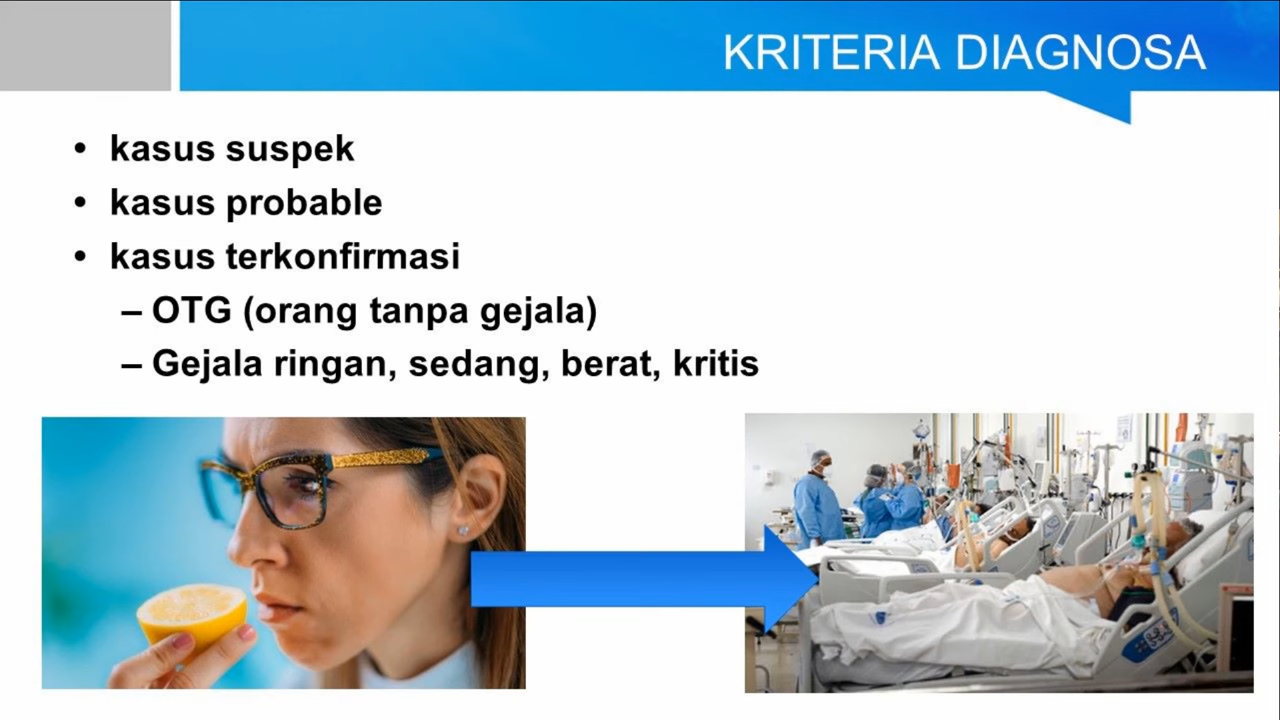 KRITERIA DIAGNOSA
• kasus suspek
• kasus probable
• kasus terkonfirmasi
– OTG (orang tanpa gejala)
– Gejala ringan, sedang, berat, kritis